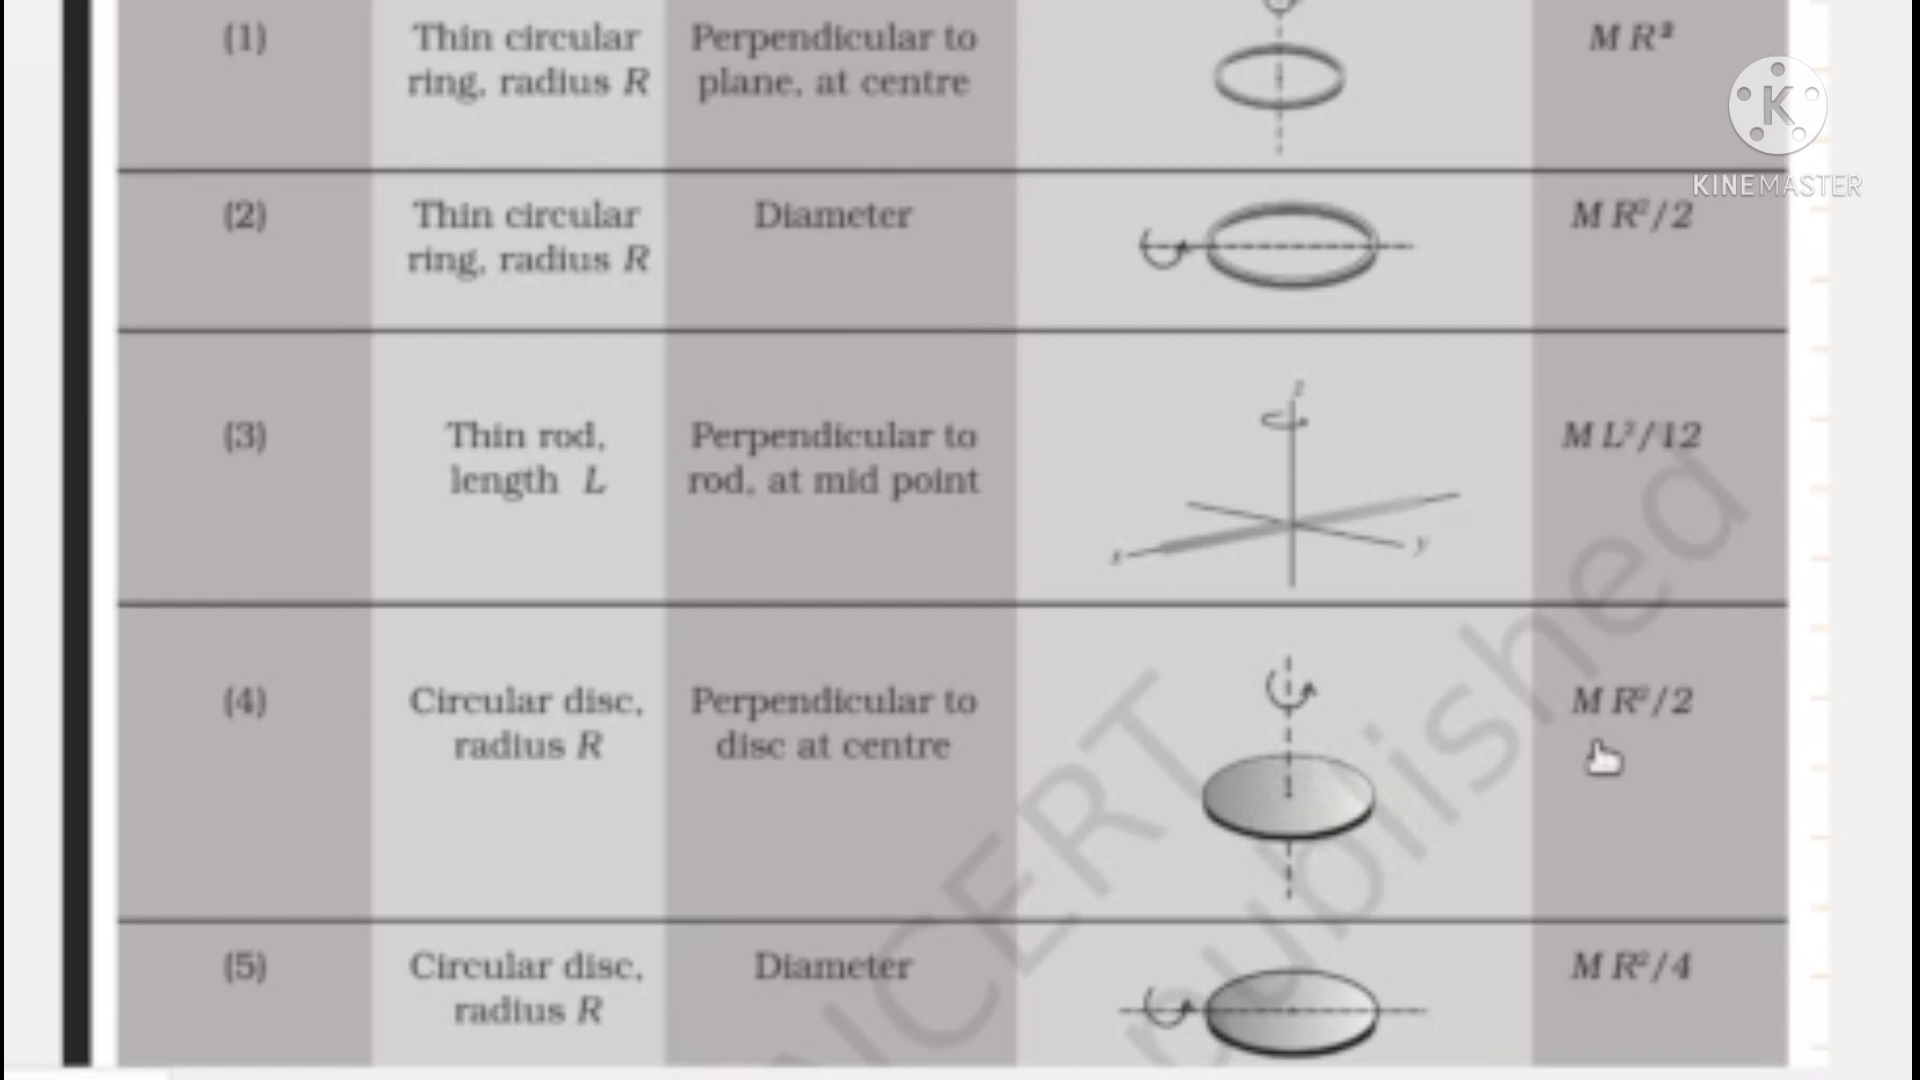 (1)
Thin circular
ring, radius R
Perpendicular to
plane, at centre
M R²
KINEMASTER
(2)
Thin circular
ring, radius R
Diameter
M R²/2
(3)
Thin rod,
length L
Perpendicular to
rod, at mid point
z
x
y
M L²/12
(4)
Circular disc,
radius R
Perpendicular to
disc at centre
M R²/2
(5)
Circular disc,
radius R
Diameter
M R²/4
NCERT
published